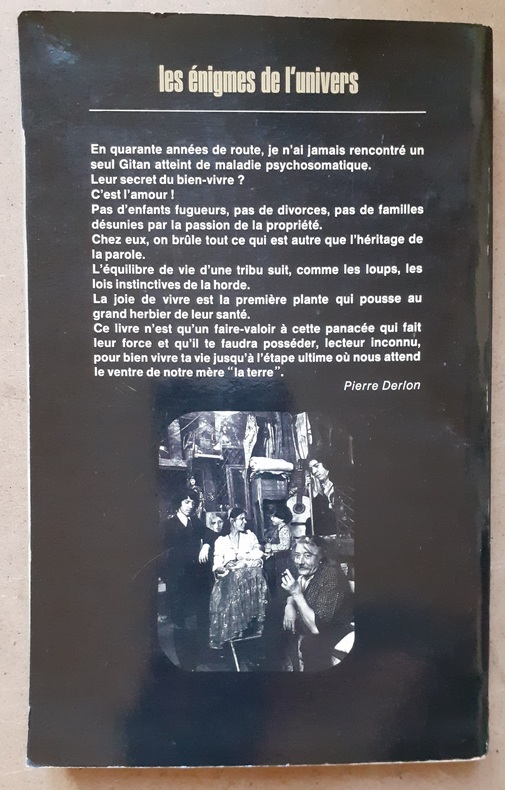 les énigmes de l'univers
En quarante années de route, je n'ai jamais rencontré un
seul Gitan atteint de maladie psychosomatique.
Leur secret du bien-vivre ?
C'est l'amour !
Pas d'enfants fugueurs, pas de divorces, pas de familles
désunies par la passion de la propriété.
Chez eux, on brûle tout ce qui est autre que l'héritage de
la parole.
L'équilibre de vie d'une tribu suit, comme les loups, les
lois instinctives de la horde.
La joie de vivre est la première plante qui pousse au
grand herbier de leur santé.
Ce livre n'est qu'un faire-valoir à cette panacée qui fait
leur force et qu'il te faudra posséder, lecteur inconnu,
pour bien vivre ta vie jusqu'à l'étape ultime où nous attend
le ventre de notre mère "la terre".
Pierre Derlon